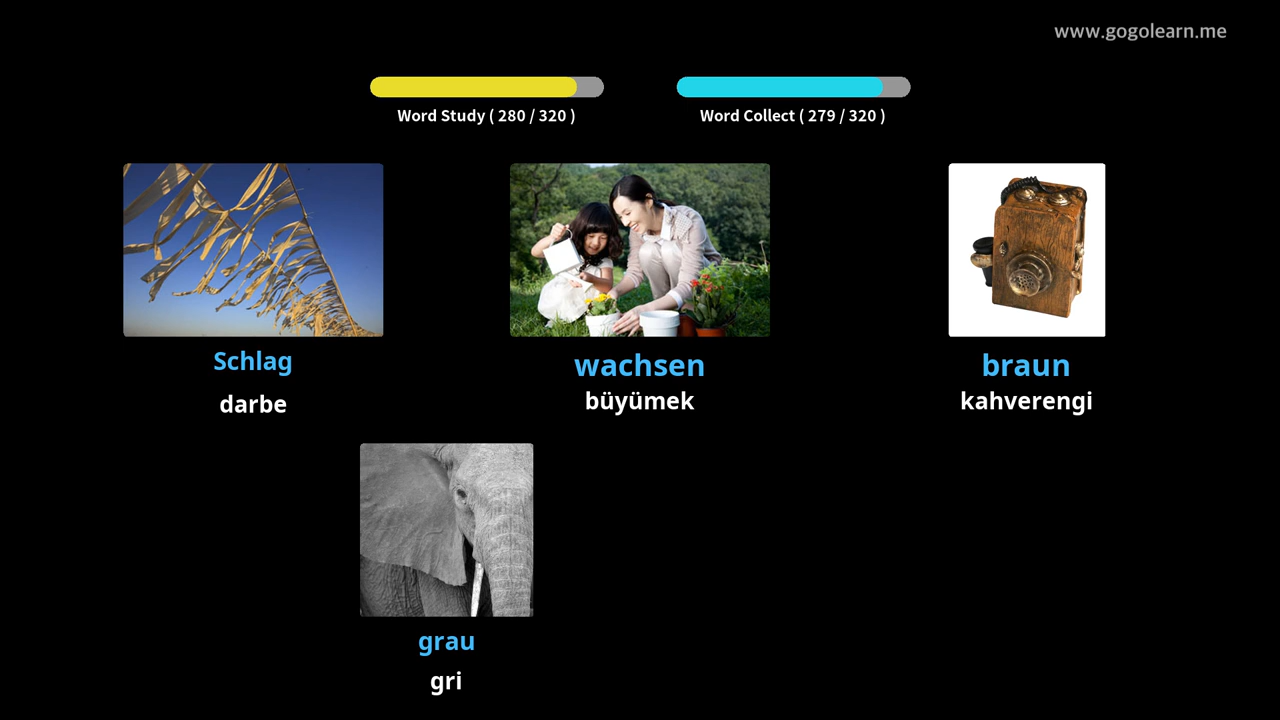 www.gogolearn.me
Word Study ( 280 / 320 )
Word Collect ( 279 / 320 )
Schlag
darbe
wachsen
büyümek
braun
kahverengi
grau
gri